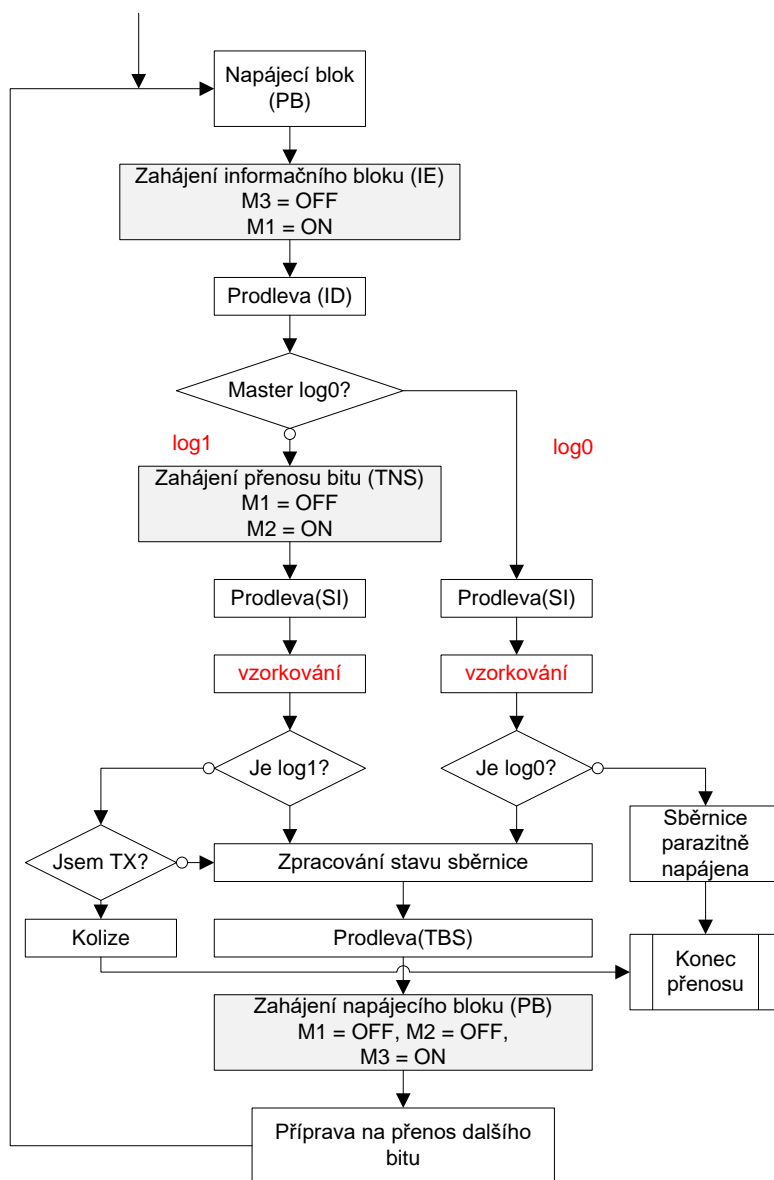 Napájecí blok
(PB)
Zahájení informačního bloku (IE)
M3 = OFF
M1 = ON
Prodleva (ID)
Master log0?
log1
log0
Zahájení přenosu bitu (TNS)
M1 = OFF
M2 = ON
Prodleva(SI)
Prodleva(SI)
vzorkování
vzorkování
Je log1?
Je log0?
Sběrnice
parazitně
napájena
Jsem TX?
Zpracování stavu sběrnice
Kolize
Prodleva(TBS)
Konec
přenosu
Zahájení napájecího bloku (PB)
M1 = OFF, M2 = OFF,
M3 = ON
Příprava na přenos dalšího
bitu